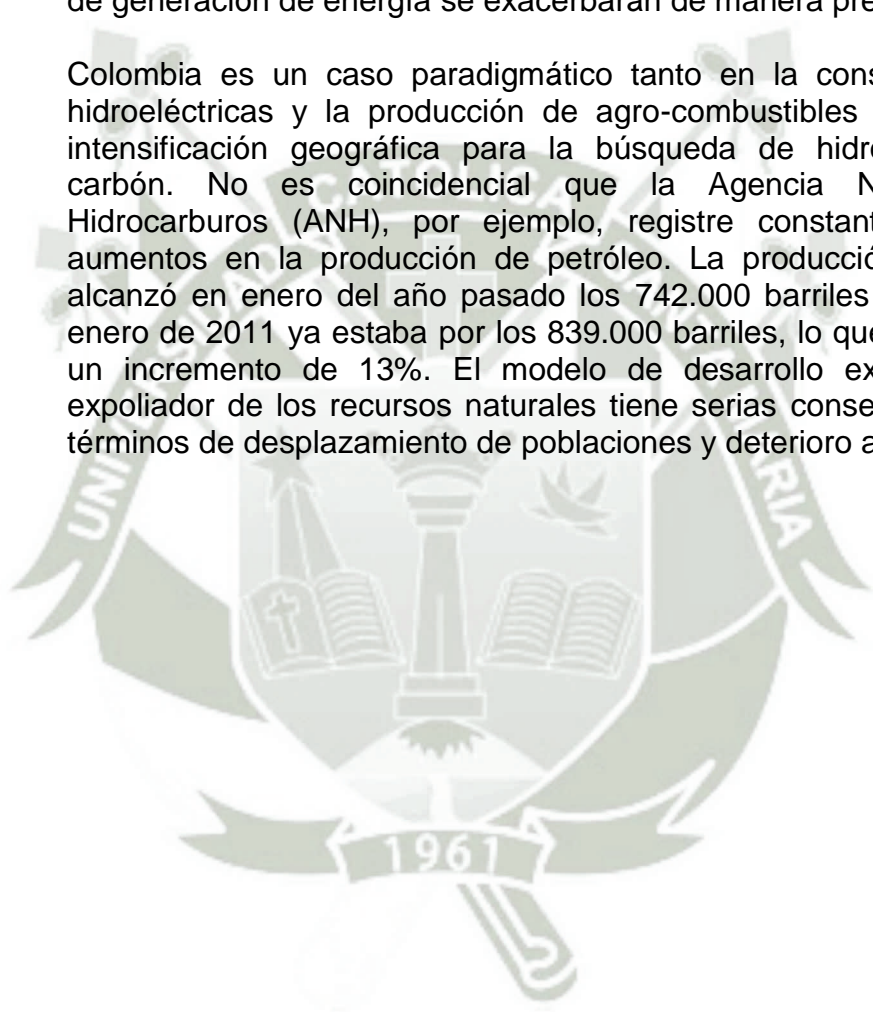 de generación de energía se exacerbarán de manera pre
Colombia es un caso paradigmático tanto en la cons
hidroeléctricas y la producción de agro-combustibles
intensificación geográfica para la búsqueda de hidro
carbón. No es coincidencial que la Agencia N
Hidrocarburos (ANH), por ejemplo, registre constant
aumentos en la producción de petróleo. La producció
alcanzó en enero del año pasado los 742.000 barriles
enero de 2011 ya estaba por los 839.000 barriles, lo que
un incremento de 13%. El modelo de desarrollo ex
expoliador de los recursos naturales tiene serias conse
términos de desplazamiento de poblaciones y deterioro a
1961